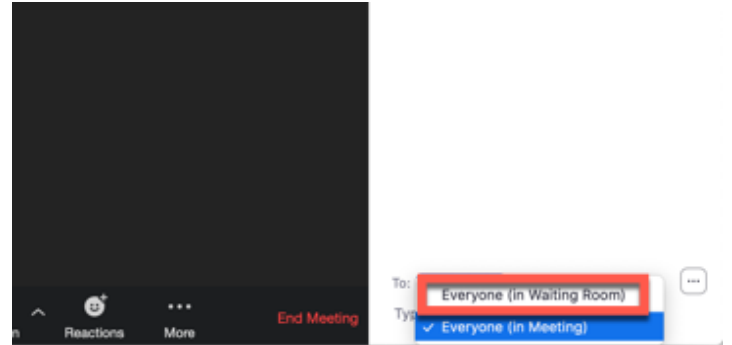 To:
Everyone (in Waiting Room)
Typ
✓ Everyone (in Meeting)
n
Reactions
More
End Meeting